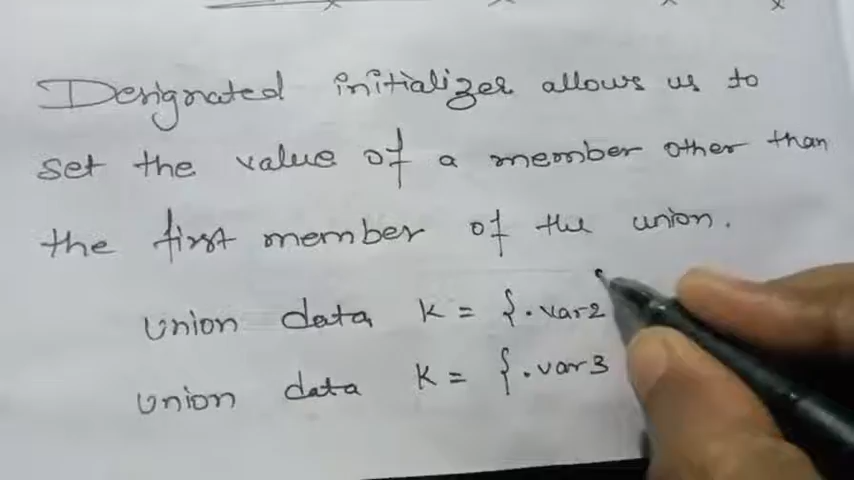 Designated initializer allows us to
set the value of a member other than
the first member of the union.
union data k = {.var2
union data k = {.var3